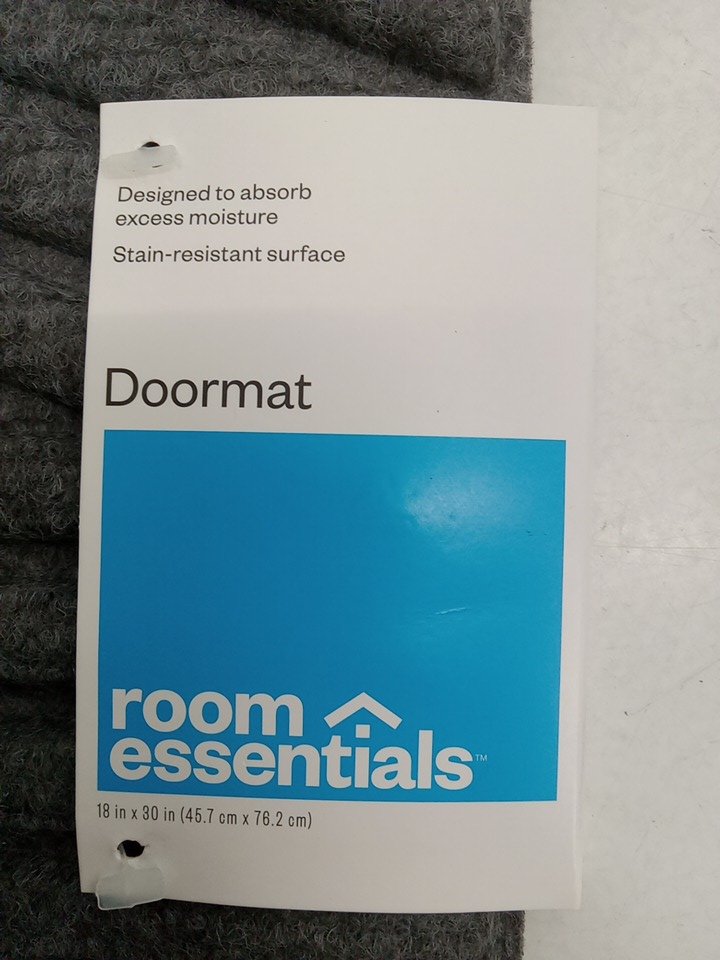 Designed to absorb
excess moisture
Stain-resistant surface
Doormat
room
essentials™
18 in x 30 in (45.7 cm x 76.2 cm)